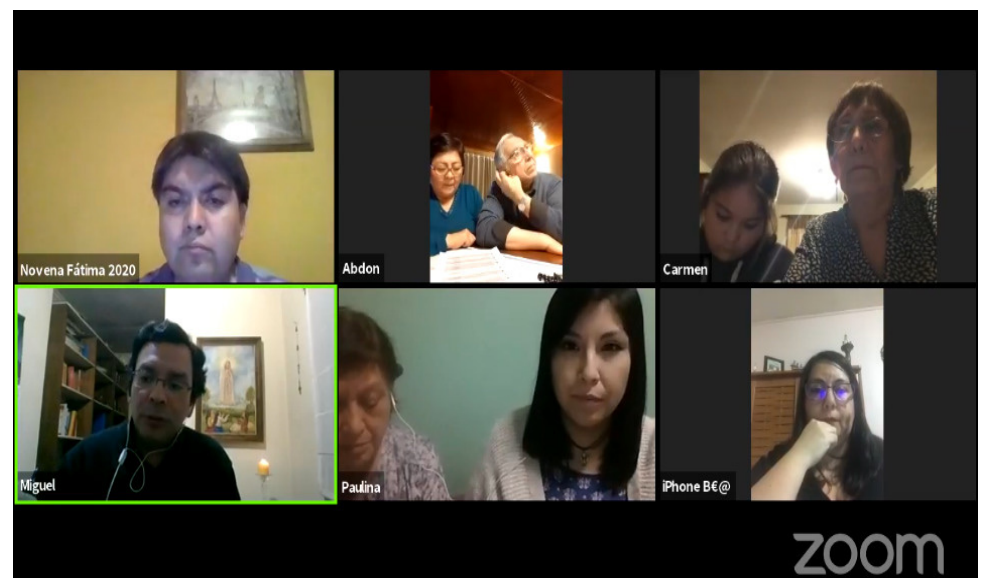 Novena Fátima 2020
Abdon
Carmen
Miguel
Paulina
iPhone B€@
zoom